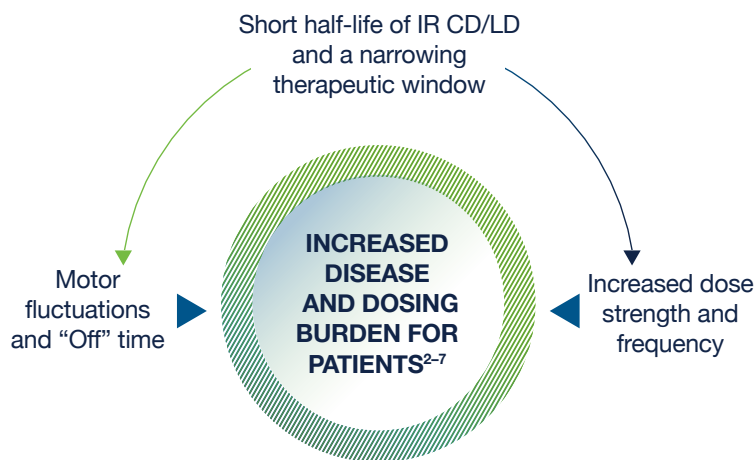 Short half-life of IR CD/LD
and a narrowing
therapeutic window
INCREASED
DISEASE
AND DOSING
BURDEN FOR
PATIENTS²⁻⁷
Motor
fluctuations
and “Off” time
Increased dose
strength and
frequency